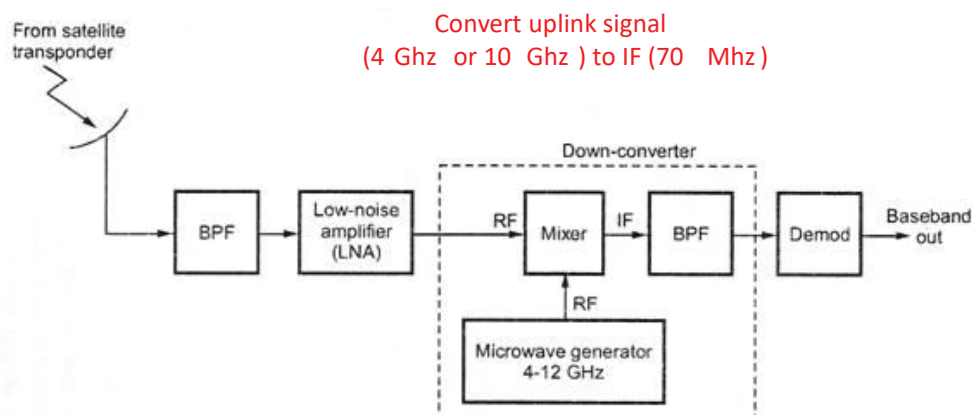 Convert uplink signal
(4 Ghz or 10 Ghz ) to IF (70 Mhz )
From satellite
transponder
Down-converter
BPF
Low-noise
amplifier
(LNA)
RF
Mixer
IF
BPF
Demod
Baseband
out
RF
Microwave generator
4-12 GHz